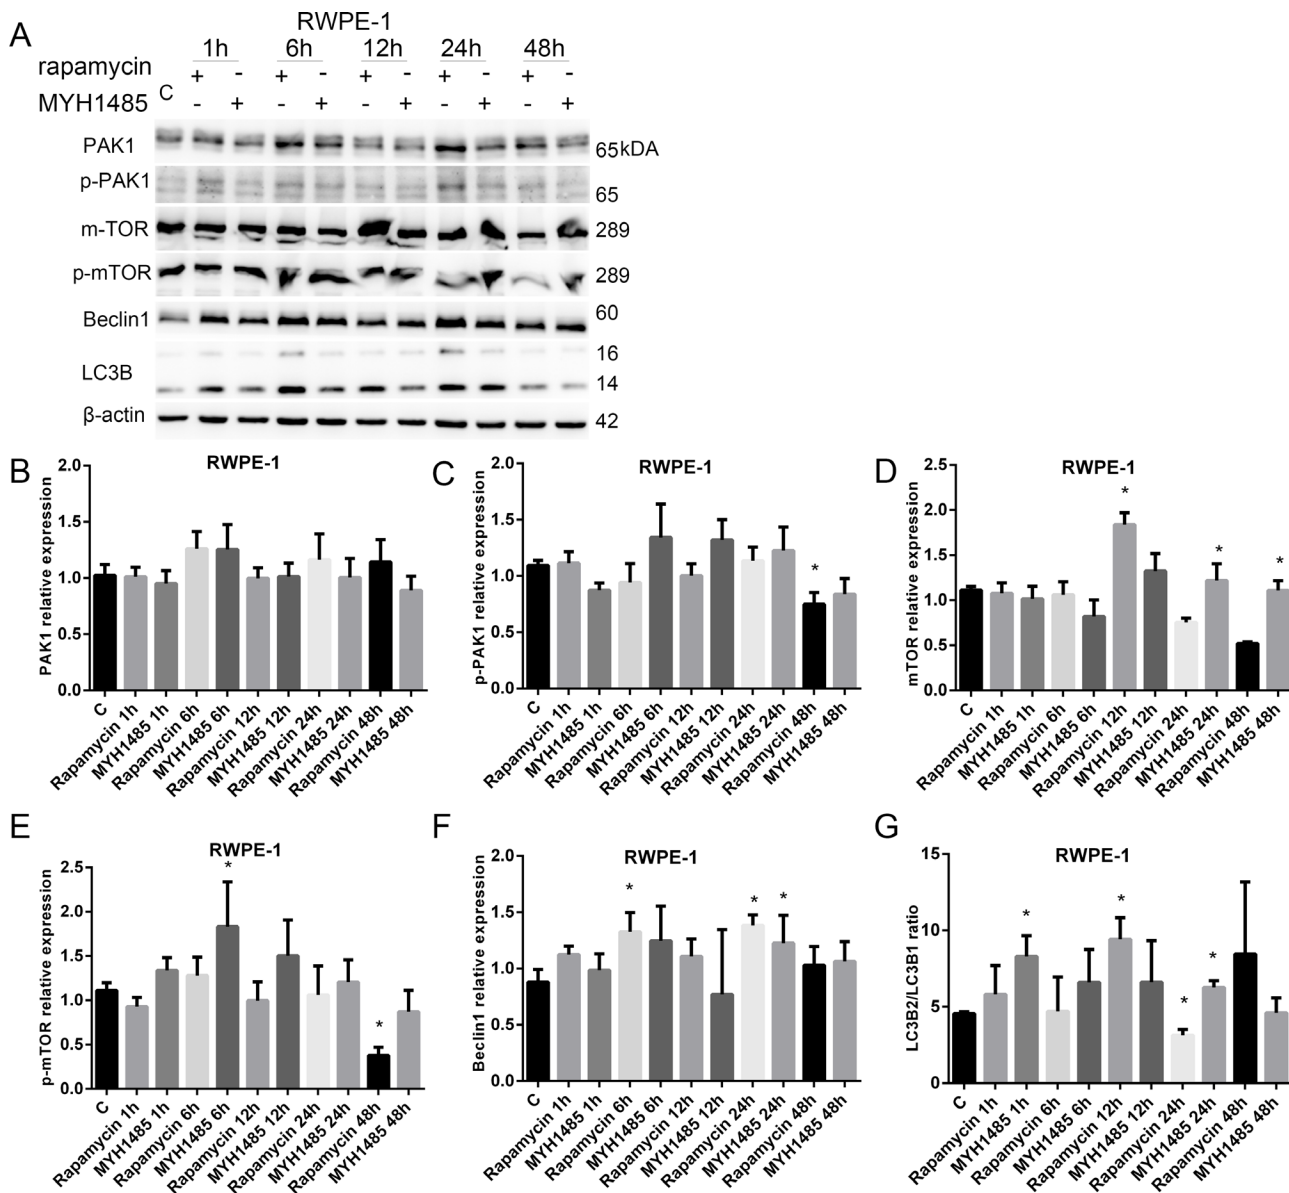 A
RWPE-1
1h 6h 12h 24h 48h
rapamycin C + - + - + - + - + -
MYH1485 - + - + - + - + - +
PAK1 65kDA
p-PAK1 65
m-TOR 289
p-mTOR 289
Beclin1 60
LC3B 16
14
β-actin 42
B
RWPE-1
PAK1 relative expression
2.0
1.5
1.0
0.5
0.0
C
Rapamycin 1h
MYH1485 1h
Rapamycin 6h
MYH1485 6h
Rapamycin 12h
MYH1485 12h
Rapamycin 24h
MYH1485 24h
Rapamycin 48h
MYH1485 48h
C
RWPE-1
p-PAK1 relative expression
2.0
1.5
1.0
0.5
0.0
*
C
Rapamycin 1h
MYH1485 1h
Rapamycin 6h
MYH1485 6h
Rapamycin 12h
MYH1485 12h
Rapamycin 24h
MYH1485 24h
Rapamycin 48h
MYH1485 48h
D
RWPE-1
mTOR relative expression
2.5
2.0
1.5
1.0
0.5
0.0
* * *
C
Rapamycin 1h
MYH1485 1h
Rapamycin 6h
MYH1485 6h
Rapamycin 12h
MYH1485 12h
Rapamycin 24h
MYH1485 24h
Rapamycin 48h
MYH1485 48h
E
RWPE-1
p-mTOR relative expression
2.5
2.0
1.5
1.0
0.5
0.0
* *
C
Rapamycin 1h
MYH1485 1h
Rapamycin 6h
MYH1485 6h
Rapamycin 12h
MYH1485 12h
Rapamycin 24h
MYH1485 24h
Rapamycin 48h
MYH1485 48h
F
RWPE-1
Beclin1 relative expression
2.0
1.5
1.0
0.5
0.0
* * *
C
Rapamycin 1h
MYH1485 1h
Rapamycin 6h
MYH1485 6h
Rapamycin 12h
MYH1485 12h
Rapamycin 24h
MYH1485 24h
Rapamycin 48h
MYH1485 48h
G
RWPE-1
LC3B2/LC3B1 ratio
15
10
5
0
* * * *
C
Rapamycin 1h
MYH1485 1h
Rapamycin 6h
MYH1485 6h
Rapamycin 12h
MYH1485 12h
Rapamycin 24h
MYH1485 24h
Rapamycin 48h
MYH1485 48h